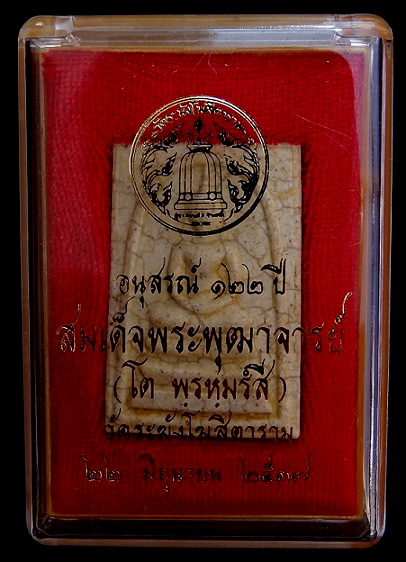 อนุสรณ์ ๑๒๒ ปี
สมเด็จพระพุฒาจารย์
(โต พรหมรังสี)
วัดระฆังโฆสิตาราม
๒๒ มิถุนายน ๒๕๓๗